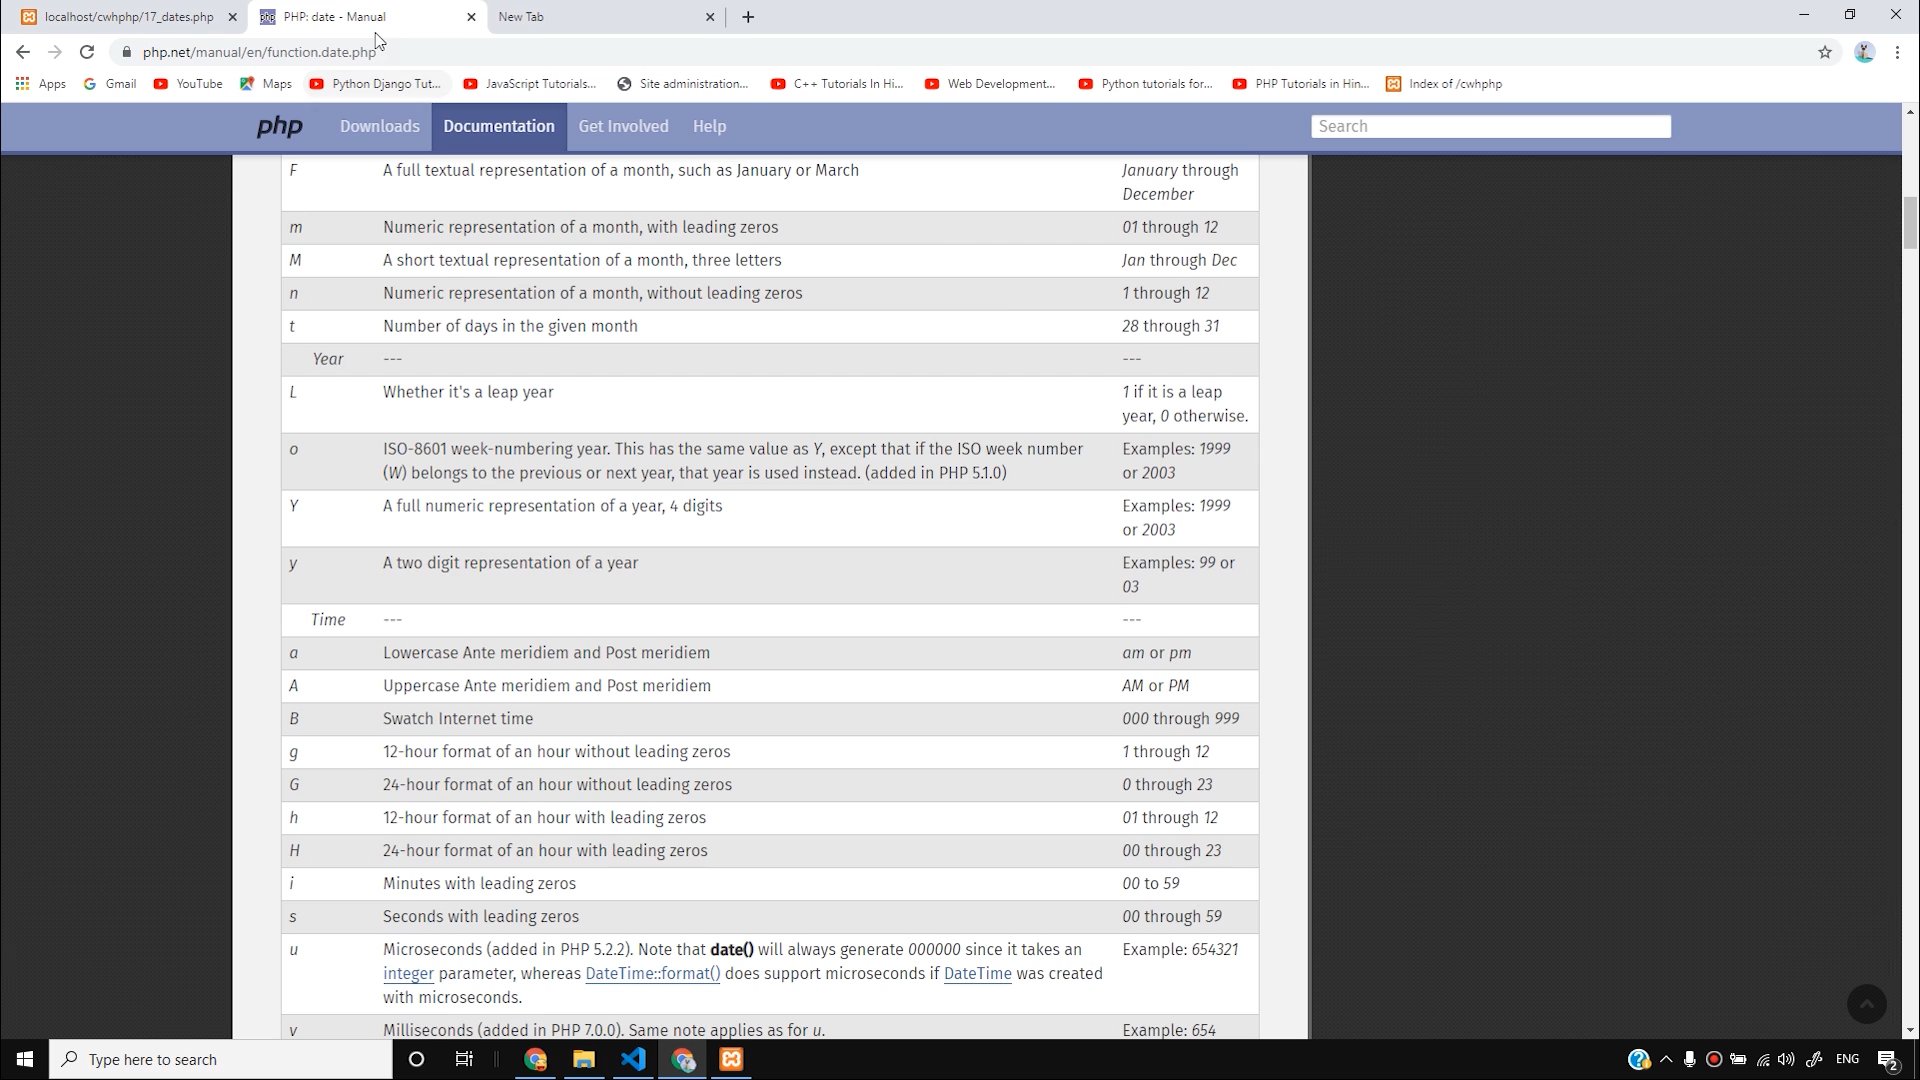 localhost/cwhphp/17_dates.php
PHP: date - Manual
New Tab
php.net/manual/en/function.date.php
Apps
Gmail
YouTube
Maps
Python Django Tut...
JavaScript Tutorials...
Site administration...
C++ Tutorials In Hi...
Web Development...
Python tutorials for...
PHP Tutorials in Hin...
Index of /cwhphp
php
Downloads
Documentation
Get Involved
Help
Search
F A full textual representation of a month, such as January or March January through
December
m Numeric representation of a month, with leading zeros 01 through 12
M A short textual representation of a month, three letters Jan through Dec
n Numeric representation of a month, without leading zeros 1 through 12
t Number of days in the given month 28 through 31
Year --- ---
L Whether it's a leap year 1 if it is a leap
year, 0 otherwise.
o ISO-8601 week-numbering year. This has the same value as Y, except that if the ISO week number Examples: 1999
(W) belongs to the previous or next year, that year is used instead. (added in PHP 5.1.0) or 2003
Y A full numeric representation of a year, 4 digits Examples: 1999
or 2003
y A two digit representation of a year Examples: 99 or
03
Time --- ---
a Lowercase Ante meridiem and Post meridiem am or pm
A Uppercase Ante meridiem and Post meridiem AM or PM
B Swatch Internet time 000 through 999
g 12-hour format of an hour without leading zeros 1 through 12
G 24-hour format of an hour without leading zeros 0 through 23
h 12-hour format of an hour with leading zeros 01 through 12
H 24-hour format of an hour with leading zeros 00 through 23
i Minutes with leading zeros 00 to 59
s Seconds with leading zeros 00 through 59
u Microseconds (added in PHP 5.2.2). Note that date() will always generate 000000 since it takes an Example: 654321
integer parameter, whereas DateTime::format() does support microseconds if DateTime was created
with microseconds.
v Milliseconds (added in PHP 7.0.0). Same note applies as for u. Example: 654
Type here to search
ENG
2